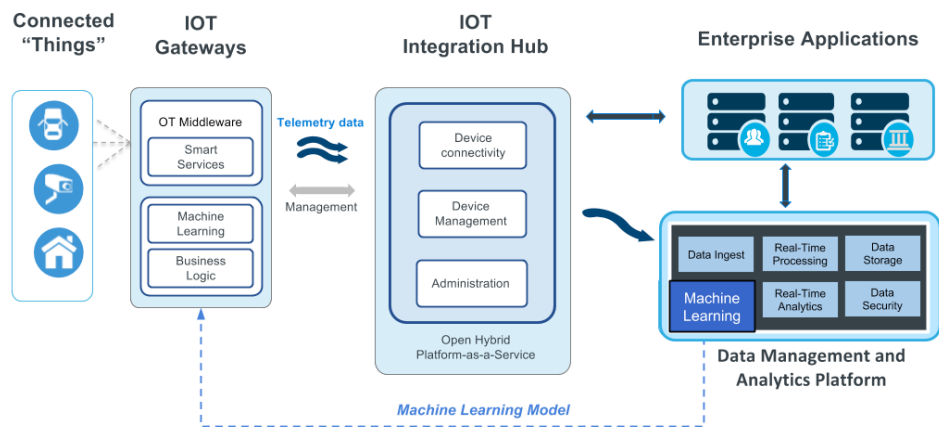 Connected
“Things”
IOT
Gateways
IOT
Integration Hub
Enterprise Applications
OT Middleware
Smart
Services
Machine
Learning
Business
Logic
Telemetry data
Management
Device
connectivity
Device
Management
Administration
Open Hybrid
Platform-as-a-Service
Data Ingest
Real-Time
Processing
Data
Storage
Machine
Learning
Real-Time
Analytics
Data
Security
Data Management and
Analytics Platform
Machine Learning Model